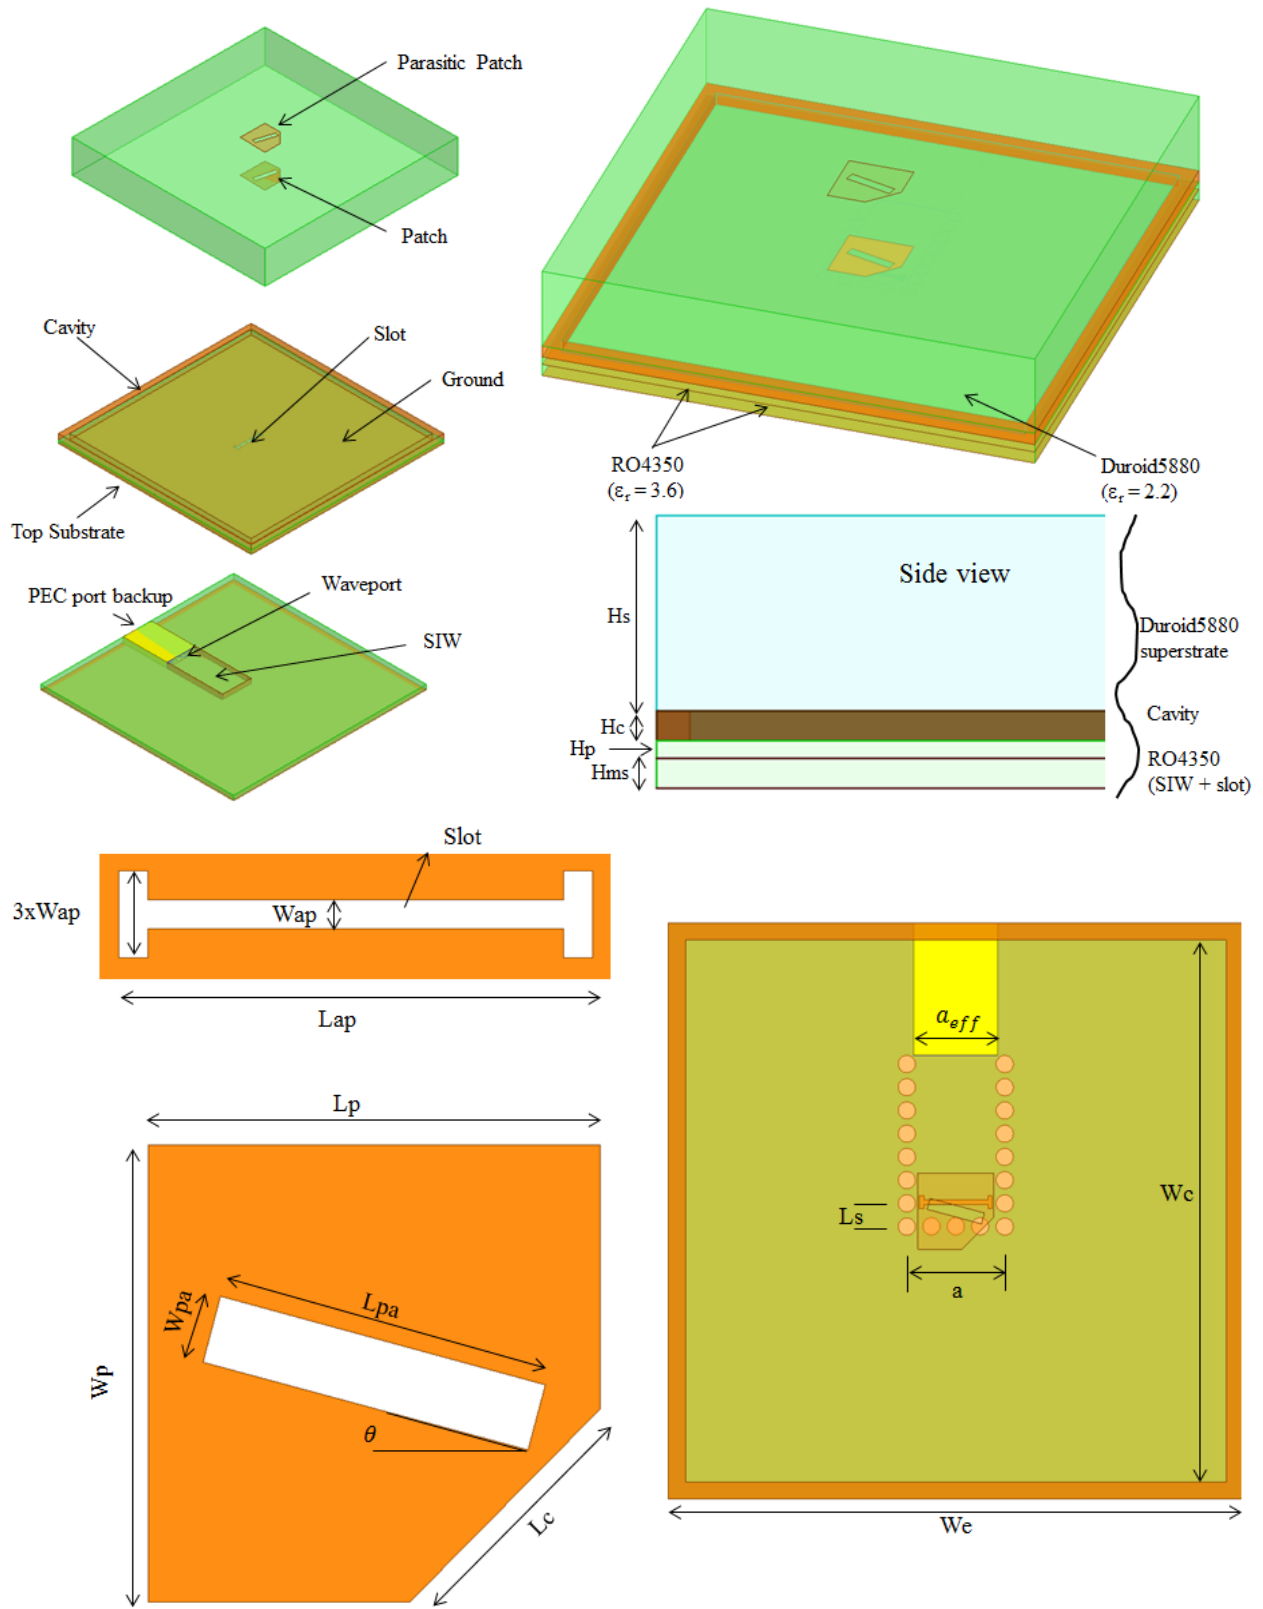 Parasitic Patch
Patch
Cavity
Slot
Ground
Top Substrate
RO4350
(εr = 3.6)
Duroid5880
(εr = 2.2)
PEC port backup
Waveport
SIW
Side view
Hs
Hc
Hp
Hms
Duroid5880
superstrate
Cavity
RO4350
(SIW + slot)
Slot
3xWap
Wap
Lap
Lp
Wp
Wpa
Lpa
θ
Lc
aeff
Ls
a
Wc
We